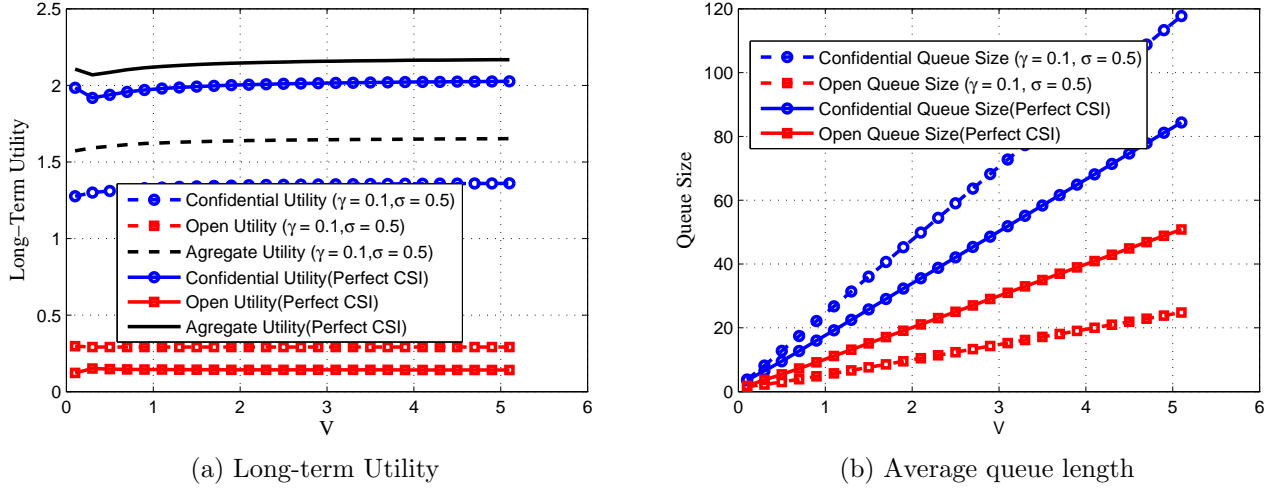 2.5
2
1.5
1
0.5
0
0 1 2 3 4 5 6
Long−Term Utility
V
Confidential Utility (γ = 0.1,σ = 0.5)
Open Utility (γ = 0.1,σ = 0.5)
Agregate Utility (γ = 0.1,σ = 0.5)
Confidential Utility(Perfect CSI)
Open Utility(Perfect CSI)
Agregate Utility(Perfect CSI)
(a) Long-term Utility
120
100
80
60
40
20
0
0 1 2 3 4 5 6
Queue Size
V
Confidential Queue Size (γ = 0.1, σ = 0.5)
Open Queue Size (γ = 0.1, σ = 0.5)
Confidential Queue Size(Perfect CSI)
Open Queue Size(Perfect CSI)
(b) Average queue length